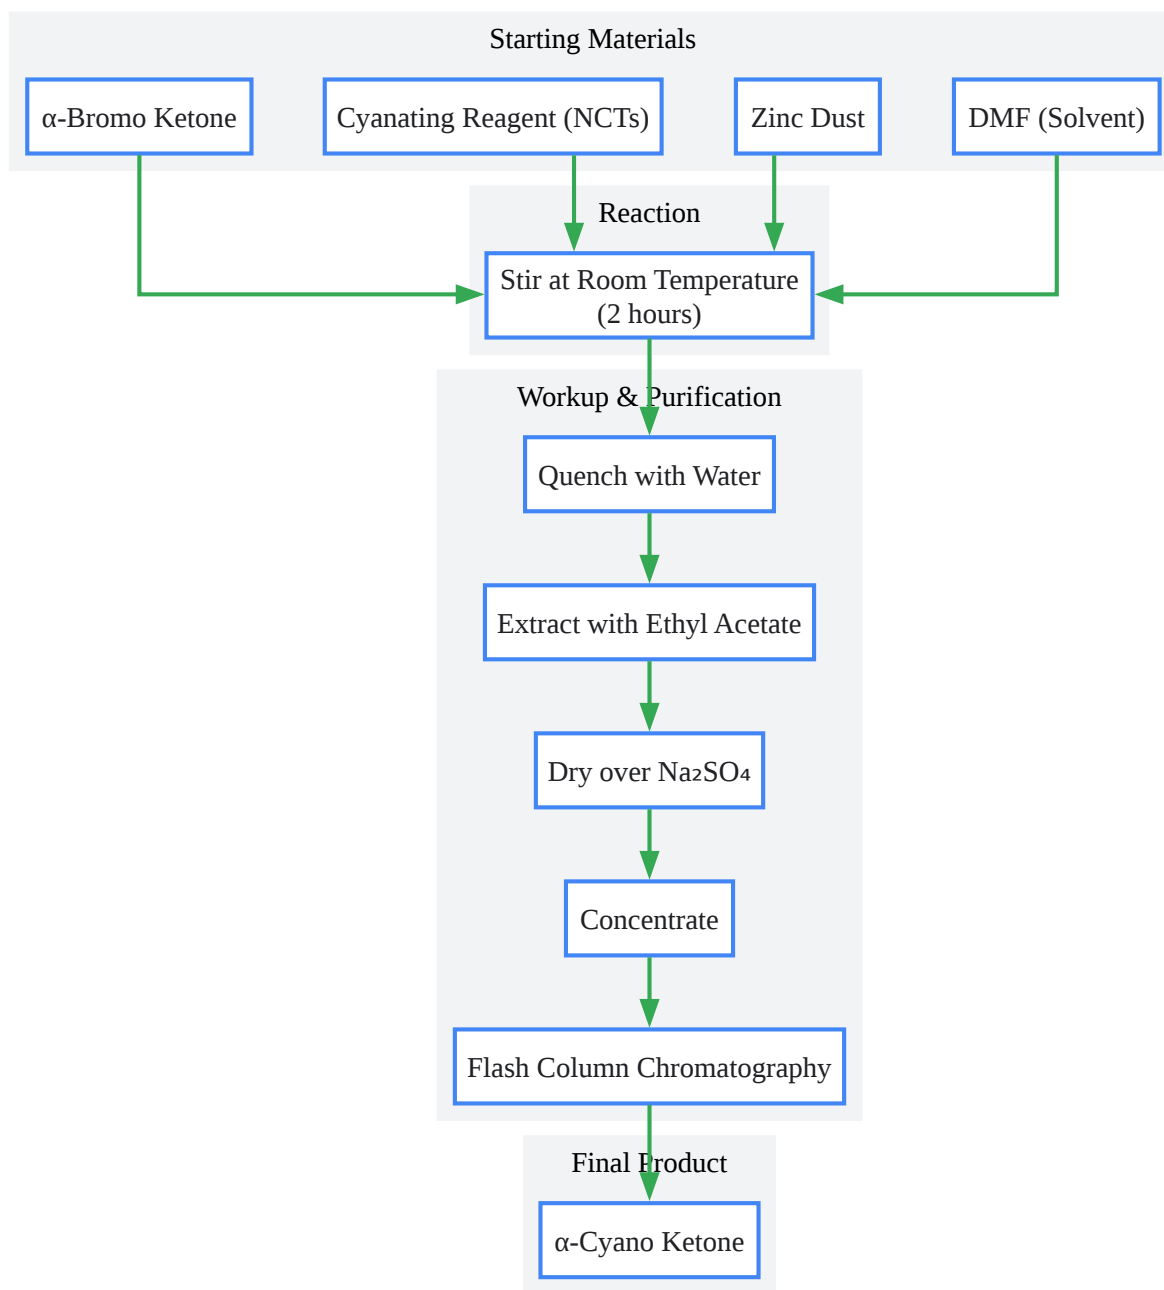 Starting Materials
α-Bromo Ketone
Cyanating Reagent (NCTs)
Zinc Dust
DMF (Solvent)
Reaction
Stir at Room Temperature
(2 hours)
Workup & Purification
Quench with Water
Extract with Ethyl Acetate
Dry over Na₂SO₄
Concentrate
Flash Column Chromatography
Final Product
α-Cyano Ketone